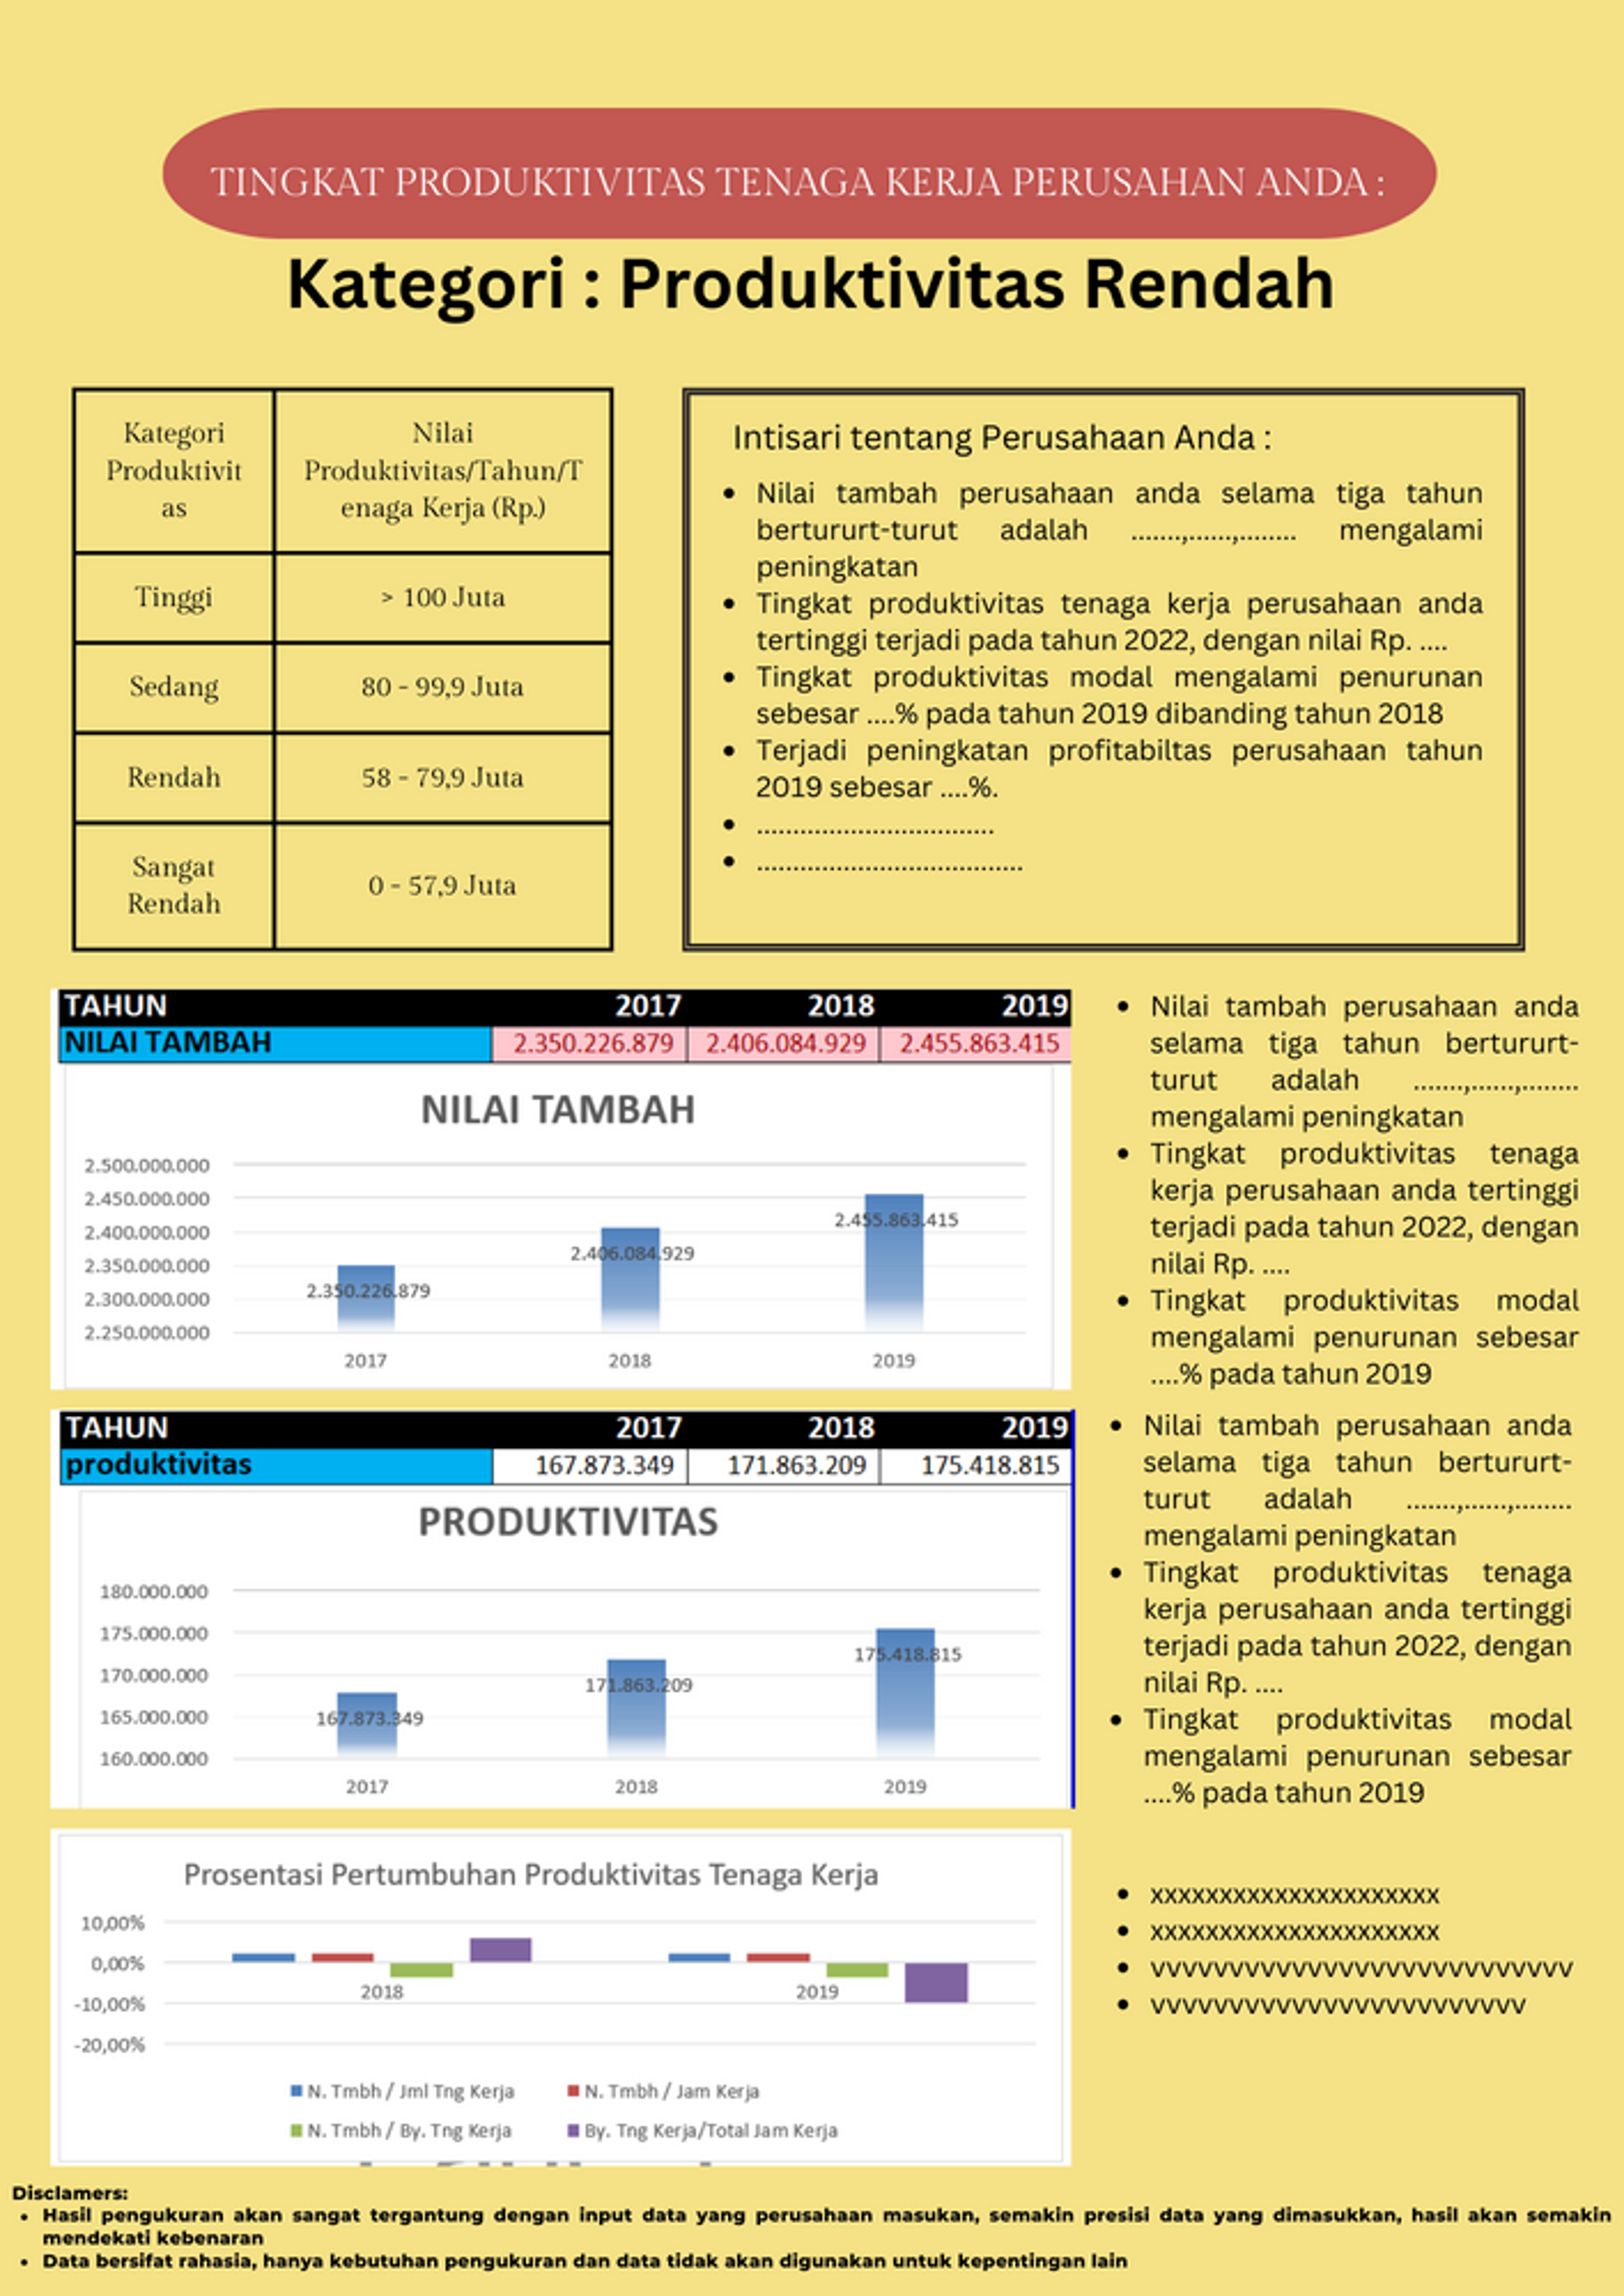 TINGKAT PRODUKTIVITAS TENAGA KERJA PERUSAHAN ANDA :
Kategori : Produktivitas Rendah
Kategori
Produktivit
as
Nilai
Produktivitas/Tahun/T
enaga Kerja (Rp.)
Tinggi
> 100 Juta
Sedang
80 - 99,9 Juta
Rendah
58 - 79,9 Juta
Sangat
Rendah
0 - 57,9 Juta
Intisari tentang Perusahaan Anda :
• Nilai tambah perusahaan anda selama tiga tahun
bertururt-turut adalah .......,......,........ mengalami
peningkatan
• Tingkat produktivitas tenaga kerja perusahaan anda
tertinggi terjadi pada tahun 2022, dengan nilai Rp. ....
• Tingkat produktivitas modal mengalami penurunan
sebesar ....% pada tahun 2019 dibanding tahun 2018
• Terjadi peningkatan profitabiltas perusahaan tahun
2019 sebesar ....%.
• .................................
• .....................................
TAHUN 2017 2018 2019
NILAI TAMBAH 2.350.226.879 2.406.084.929 2.455.863.415
NILAI TAMBAH
2.500.000.000
2.450.000.000
2.400.000.000
2.350.000.000
2.300.000.000
2.250.000.000
2.350.226.879
2.406.084.929
2.455.863.415
2017 2018 2019
• Nilai tambah perusahaan anda
selama tiga tahun bertururt-
turut adalah .......,......,........
mengalami peningkatan
• Tingkat produktivitas tenaga
kerja perusahaan anda tertinggi
terjadi pada tahun 2022, dengan
nilai Rp. ....
• Tingkat produktivitas modal
mengalami penurunan sebesar
....% pada tahun 2019
TAHUN 2017 2018 2019
produktivitas 167.873.349 171.863.209 175.418.815
PRODUKTIVITAS
180.000.000
175.000.000
170.000.000
165.000.000
160.000.000
167.873.349
171.863.209
175.418.815
2017 2018 2019
• Nilai tambah perusahaan anda
selama tiga tahun bertururt-
turut adalah .......,......,........
mengalami peningkatan
• Tingkat produktivitas tenaga
kerja perusahaan anda tertinggi
terjadi pada tahun 2022, dengan
nilai Rp. ....
• Tingkat produktivitas modal
mengalami penurunan sebesar
....% pada tahun 2019
Prosentasi Pertumbuhan Produktivitas Tenaga Kerja
10,00%
0,00%
-10,00%
-20,00%
2018 2019
N. Tmbh / Jml Tng Kerja N. Tmbh / Jam Kerja
N. Tmbh / By. Tng Kerja By. Tng Kerja/Total Jam Kerja
• xxxxxxxxxxxxxxxxxxxxx
• xxxxxxxxxxxxxxxxxxxxx
• vvvvvvvvvvvvvvvvvvvvvvvvvvv
• vvvvvvvvvvvvvvvvvvvvvvvv
Disclamers:
• Hasil pengukuran akan sangat tergantung dengan input data yang perusahaan masukan, semakin presisi data yang dimasukkan, hasil akan semakin
mendekati kebenaran
• Data bersifat rahasia, hanya kebutuhan pengukuran dan data tidak akan digunakan untuk kepentingan lain